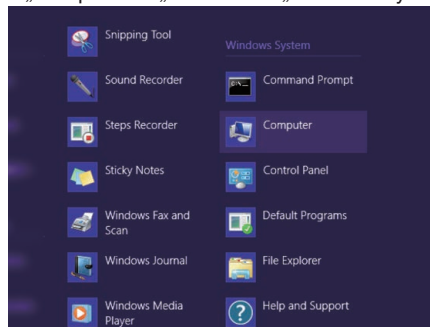 Snipping Tool
Sound Recorder
Steps Recorder
Sticky Notes
Windows Fax and
Scan
Windows Journal
Windows Media
Player
Windows System
Command Prompt
Computer
Control Panel
Default Programs
File Explorer
Help and Support